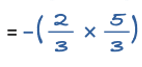 = -(2/3 × 5/3)